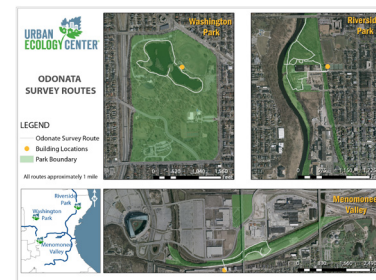 URBAN
ECOLOGY CENTER
ODONATA
SURVEY ROUTES
LEGEND
Odonata Survey Route
Building Locations
Park Boundary
All routes approximately 1 mile
Washington
Park
Riverside
Park
Menomonee
Valley
Riverside
Park
Washington
Park
Menomonee
Valley